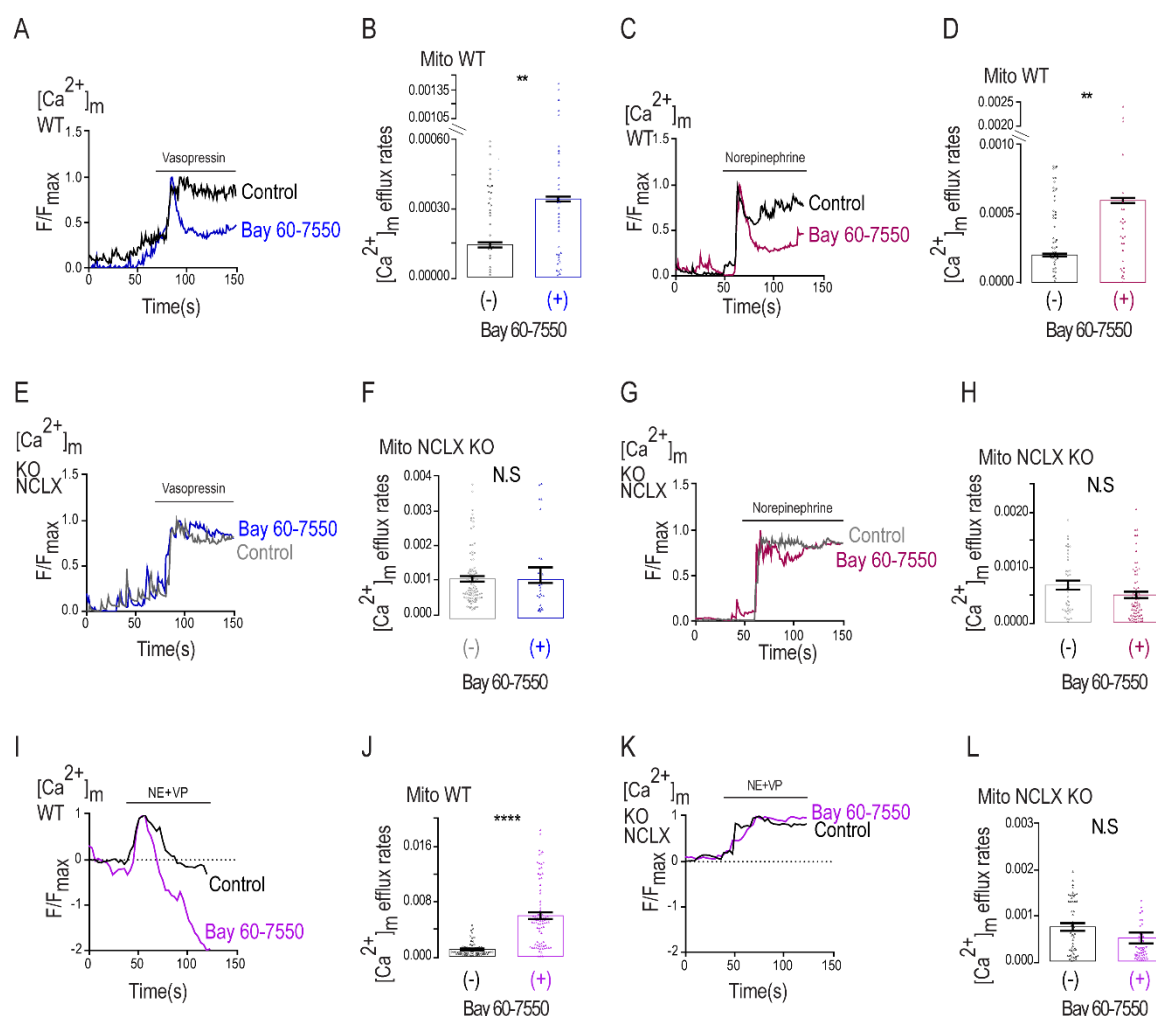 A
[Ca2+]m
WT
1.5
1.0
0.5
0.0
F/Fmax
Vasopressin
Control
Bay 60-7550
0
50
100
150
Time(s)
B
Mito WT
**
[Ca2+]m efflux rates
0.00135
0.00105
0.00060
0.00030
0.00000
(-)
(+)
Bay 60-7550
C
[Ca2+]m
WT
1.5
1.0
0.5
0.0
F/Fmax
Norepinephrine
Control
Bay 60-7550
0
50
100
150
Time(s)
D
Mito WT
**
[Ca2+]m efflux rates
0.0025
0.0020
0.0010
0.0005
0.0000
(-)
(+)
Bay 60-7550
E
[Ca2+]m
KO
NCLX
1.5
1.0
0.5
0.0
F/Fmax
Vasopressin
Bay 60-7550
Control
0
50
100
150
Time(s)
F
Mito NCLX KO
N.S
[Ca2+]m efflux rates
0.004
0.003
0.002
0.001
0.000
(-)
(+)
Bay 60-7550
G
[Ca2+]m
KO
NCLX
1.5
1.0
0.5
0.0
F/Fmax
Norepinephrine
Control
Bay 60-7550
0
50
100
150
Time(s)
H
Mito NCLX KO
N.S
[Ca2+]m efflux rates
0.0020
0.0010
0.0000
(-)
(+)
Bay 60-7550
I
[Ca2+]m
WT
1
0
-1
-2
F/Fmax
NE+VP
Control
Bay 60-7550
0
50
100
150
Time(s)
J
Mito WT
****
[Ca2+]m efflux rates
0.016
0.008
0.000
(-)
(+)
Bay 60-7550
K
[Ca2+]m
KO
NCLX
1
0
-1
-2
F/Fmax
NE+VP
Bay 60-7550
Control
0
50
100
150
Time(s)
L
Mito NCLX KO
N.S
[Ca2+]m efflux rates
0.003
0.002
0.001
0.000
(-)
(+)
Bay 60-7550